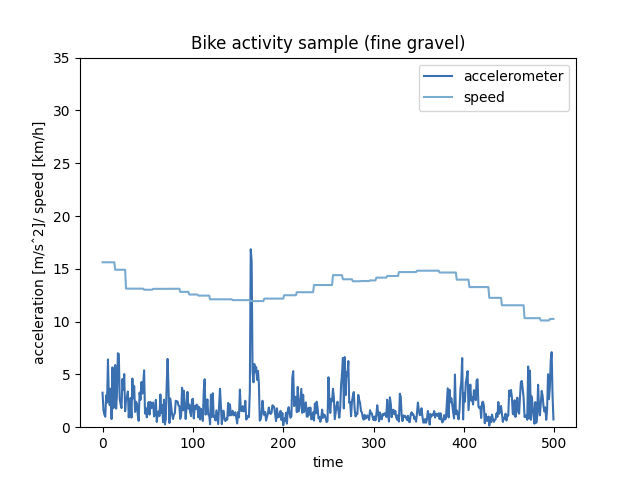 Bike activity sample (fine gravel)
accelerometer
speed
35
30
25
20
15
10
5
0
acceleration [m/sˆ2]/ speed [km/h]
0 100 200 300 400 500
time